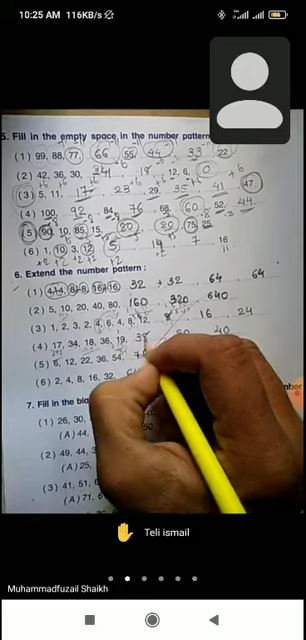 10:25 AM 116KB/s
5. Fill in the empty space in the number pattern
(1) 99, 88, 77, 66, 55, 44, 33, 22
(2) 42, 36, 30, 18, 12, 6, 0
(3) 5, 11, 17, 23, 29, 35, 41, 47
(4) 100, 92, 84, 76, 68, 60, 52, 44
(5) 90, 10, 85, 15, 80, 20, 75, 25
(6) 1, 10, 3, 12, 5, 14, 7, 16
6. Extend the number pattern :
(1) 4+4, 8+8, 16+16, 32 + 32, 64, 64
(2) 5, 10, 20, 40, 80, 160, 320, 640
(3) 1, 2, 3, 2, 4, 6, 4, 8, 12, 8, 16, 24
(4) 17, 34, 18, 36, 19, 38, 40
(5) 12, 22, 36, 54,
(6) 2, 4, 8, 16, 32,
7. Fill in the
(1) 26, 30,
(A) 44,
(2) 49, 44,
(A) 25,
(3) 41, 51,
(A) 71,
Teli ismail
Muhammadfuzail Shaikh